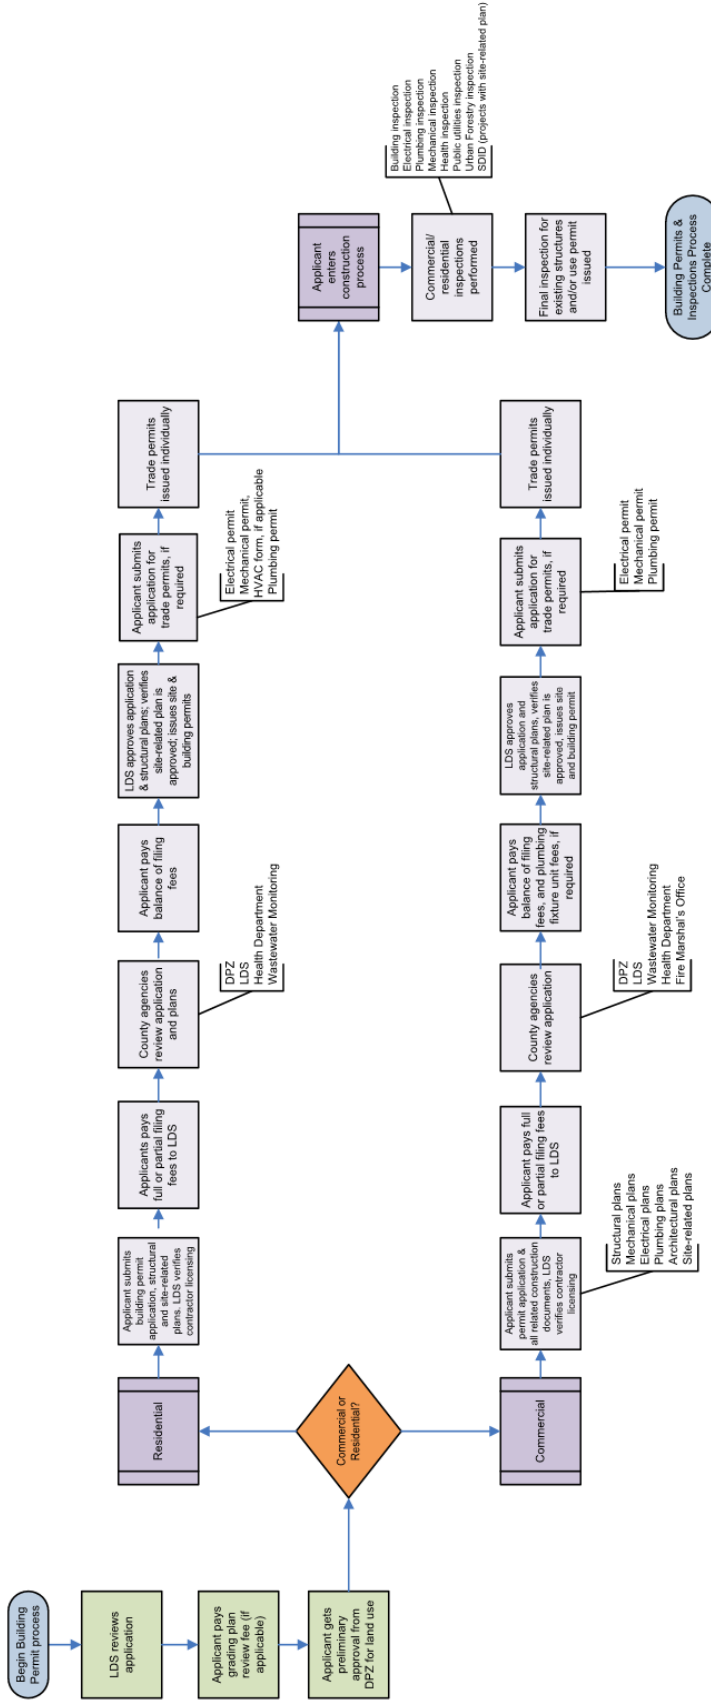 Begin Building
Permit process
LDS reviews
application
Applicant pays
grading plan
review fee (if
applicable)
Applicant gets
preliminary
approval from
DPZ for land use
Commercial or
Residential?
Residential
Applicant submits
building permit
application, structural
and site-related
plans. LDS verifies
contractor licensing
Applicants pays
full or partial filing
fees to LDS
County agencies
review application
and plans
DPZ
LDS
Health Department
Wastewater Monitoring
Applicant pays
balance of filing
fees
LDS approves application
& structural plans; verifies
site-related plan is
approved; issues site &
building permits
Applicant submits
application for
trade permits, if
required
Electrical permit
Mechanical permit,
HVAC form, if applicable
Plumbing permit
Trade permits
issued individually
Commercial
Applicant submits
permit application &
all related construction
documents, LDS
verifies contractor
licensing
Structural plans
Mechanical plans
Electrical plans
Plumbing plans
Architectural plans
Site-related plans
Applicant pays full
or partial filing fees
to LDS
County agencies
review application
DPZ
LDS
Wastewater Monitoring
Health Department
Fire Marshal's Office
Applicant pays
balance of filing
fees, and plumbing
fixture unit fees, if
required
LDS approves
application and
structural plans, verifies
site-related plan is
approved, issues site
and building permit
Applicant submits
application for
trade permits, if
required
Electrical permit
Mechanical permit
Plumbing permit
Trade permits
issued individually
Applicant
enters
construction
process
Commercial/
residential
inspections
performed
Building inspection
Electrical inspection
Plumbing inspection
Mechanical inspection
Health inspection
Public utilities inspection
Urban Forestry inspection
SDID (projects with site-related plan)
Final inspection for
existing structures
and/or use permit
issued
Building Permits &
Inspections Process
Complete